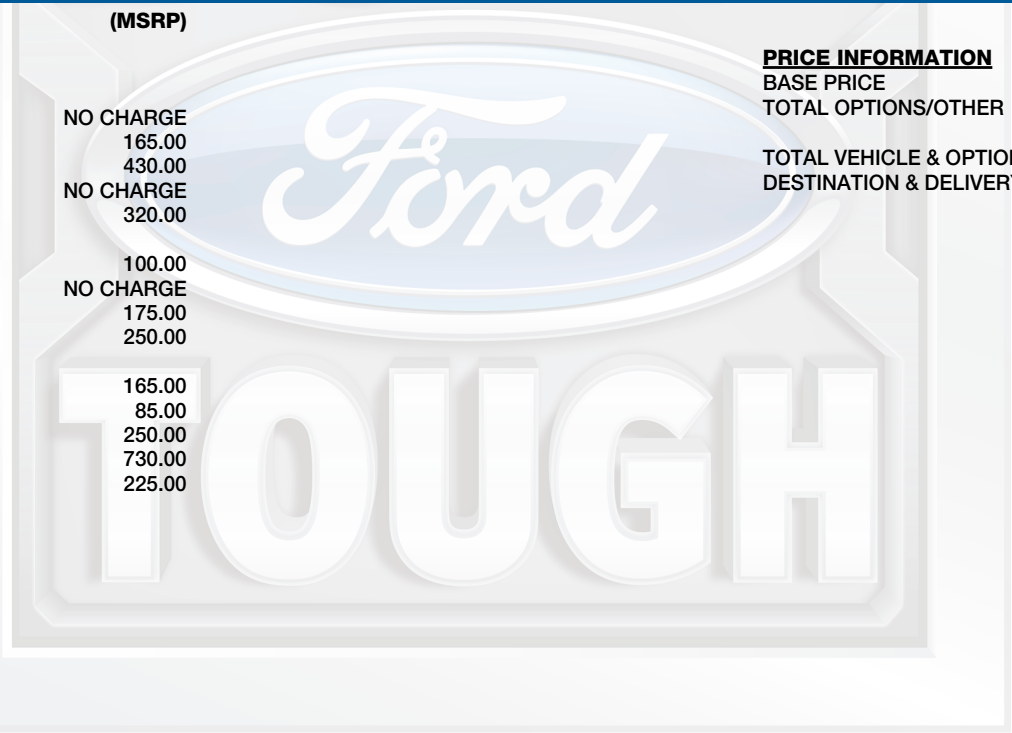 (MSRP)
NO CHARGE
165.00
430.00
NO CHARGE
320.00
100.00
NO CHARGE
175.00
250.00
165.00
85.00
250.00
730.00
225.00
PRICE INFORMATION
BASE PRICE
TOTAL OPTIONS/OTHER
TOTAL VEHICLE & OPTION
DESTINATION & DELIVERY
Ford
TOUGH